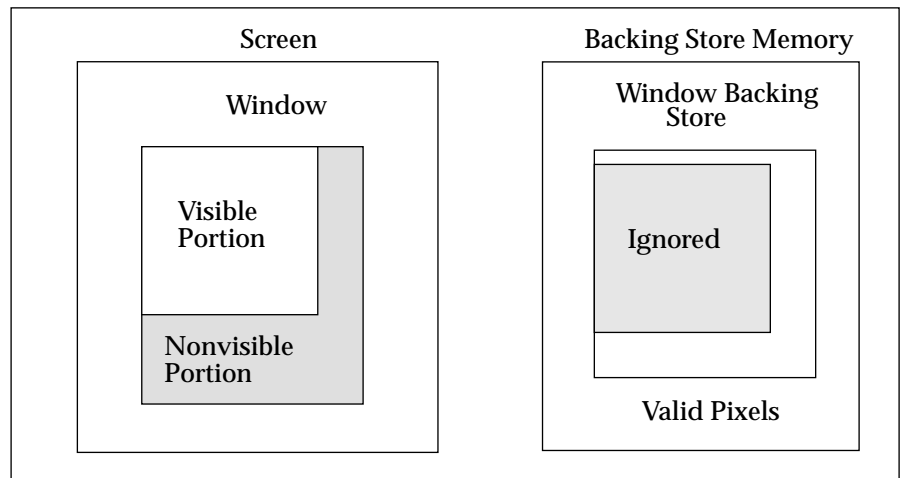 Screen
Window
Visible
Portion
Nonvisible
Portion
Backing Store Memory
Window Backing
Store
Ignored
Valid Pixels